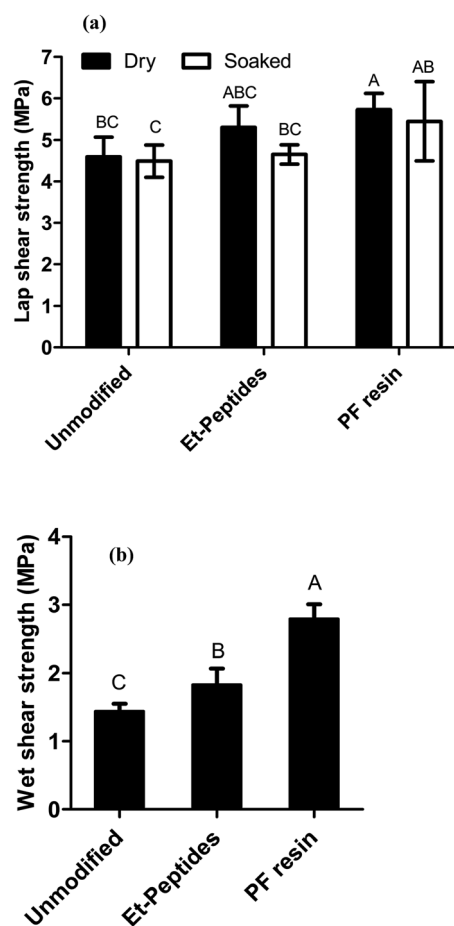 (a)
Dry Soaked
Lap shear strength (MPa)
7
6
5
4
3
2
1
0
BC C ABC BC A AB
Unmodified Et-Peptides PF resin
(b)
Wet shear strength (MPa)
4
3
2
1
0
C B A
Unmodified Et-Peptides PF resin